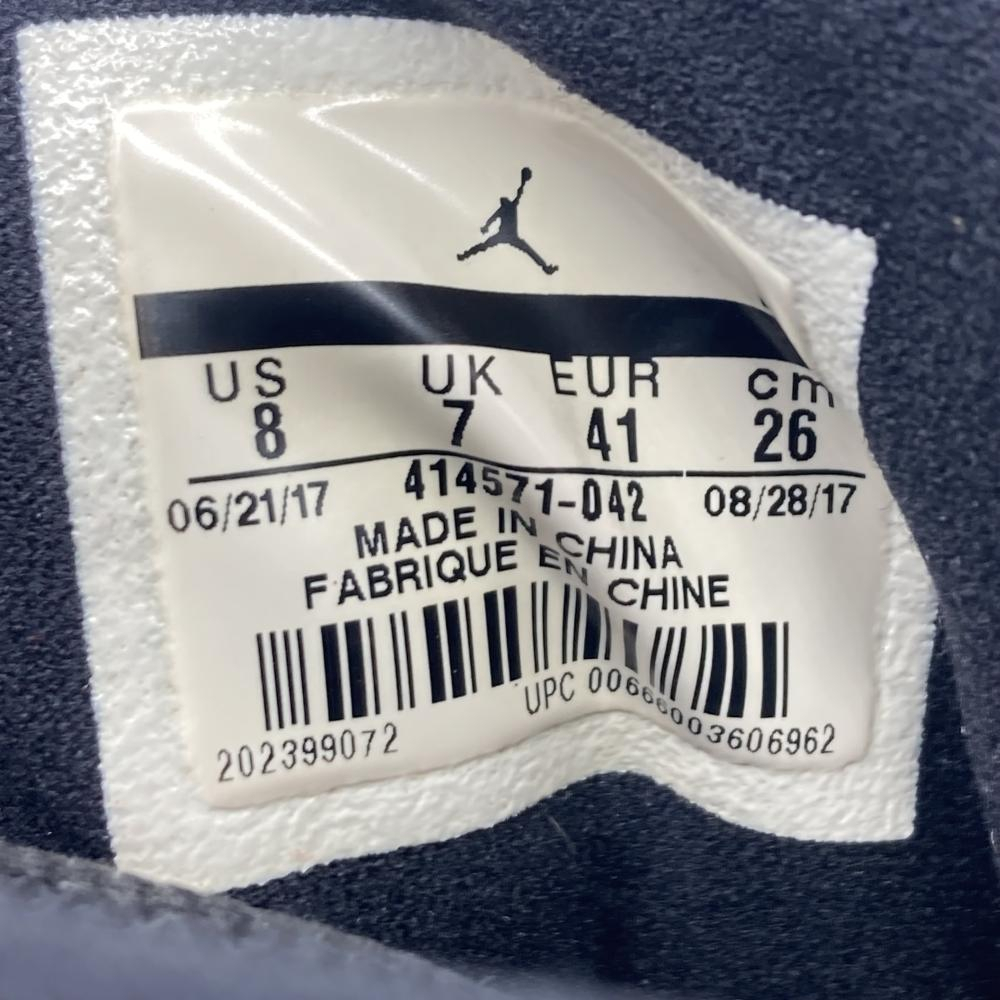 US UK EUR cm
8 7 41 26
06/21/17 414571-042 08/28/17
MADE IN CHINA
FABRIQUE EN CHINE
202399072 UPC 00666003606962